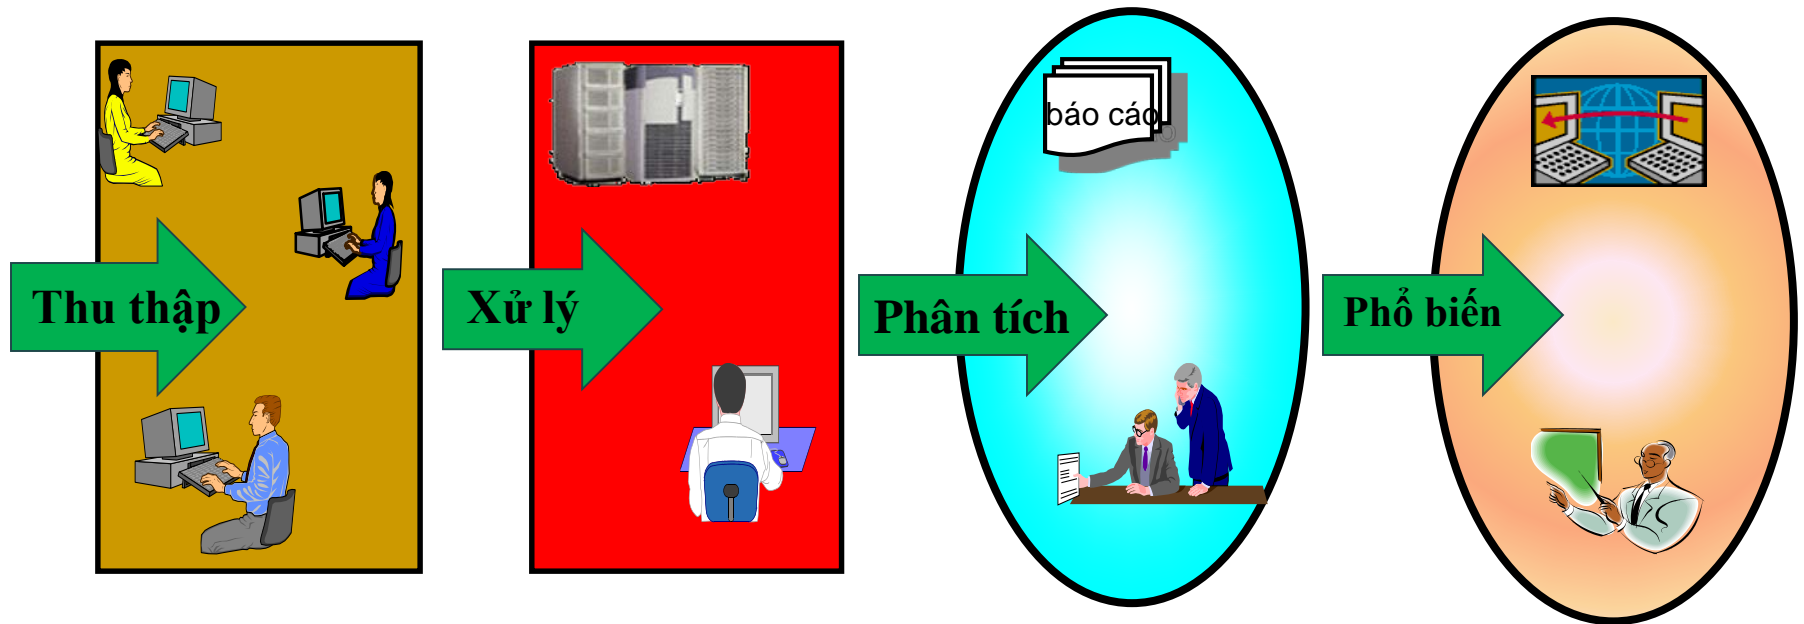 báo cáo
Thu thập
Xử lý
Phân tích
Phổ biến